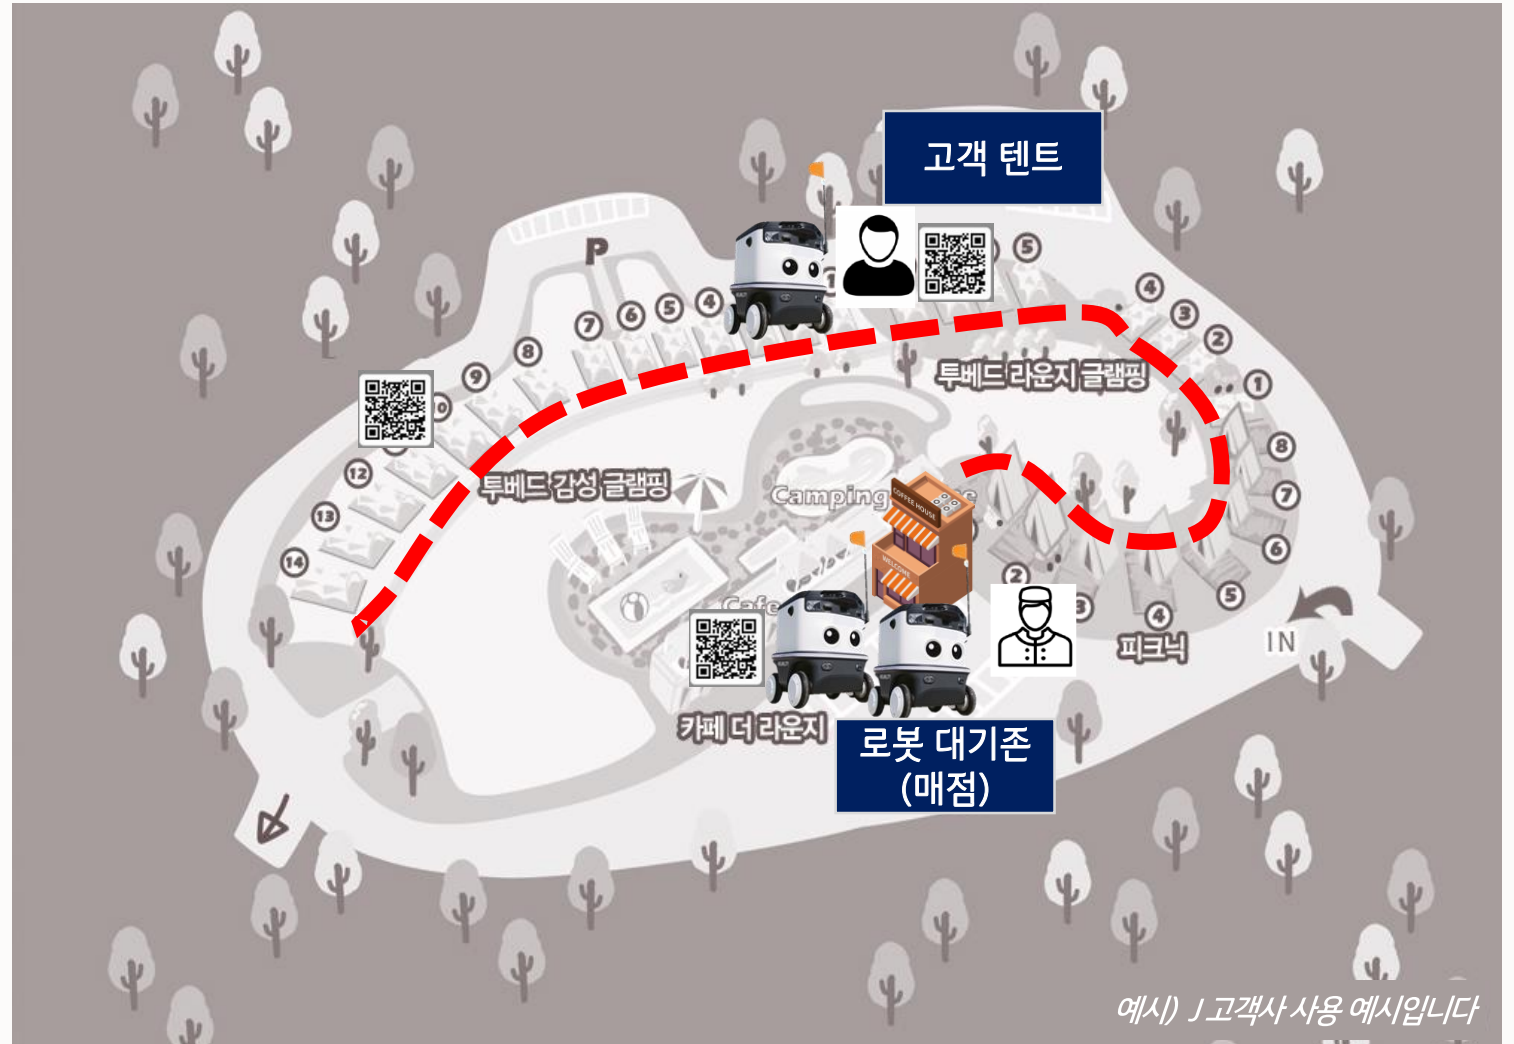 고객 텐트
P
⑤
④
③
②
①
⑧
⑦
⑥
⑤
④
⑦
⑥
⑤
④
⑧
⑨
⑫
⑬
⑭
투베드 라운지 글램핑
투베드 감성 글램핑
Camping
COFFEE HOUSE
WELCOME
Cafe
②
피크닉
IN
카페 더 라운지
로봇 대기존
(매점)
예시) J 고객사 사용 예시입니다